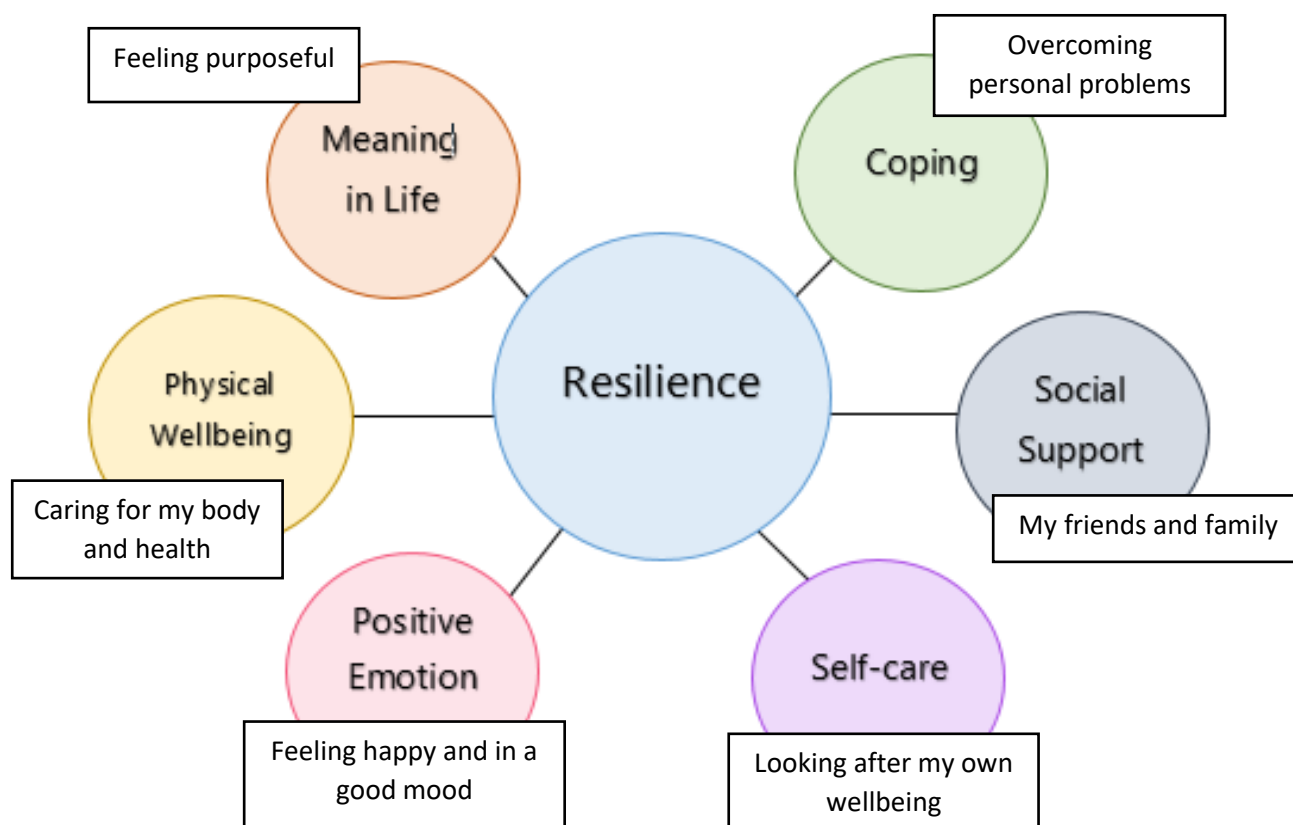 Feeling purposeful
Overcoming
personal problems
Meaning
in Life
Coping
Resilience
Physical
Wellbeing
Social
Support
Caring for my body
and health
My friends and family
Positive
Emotion
Self-care
Feeling happy and in a
good mood
Looking after my own
wellbeing